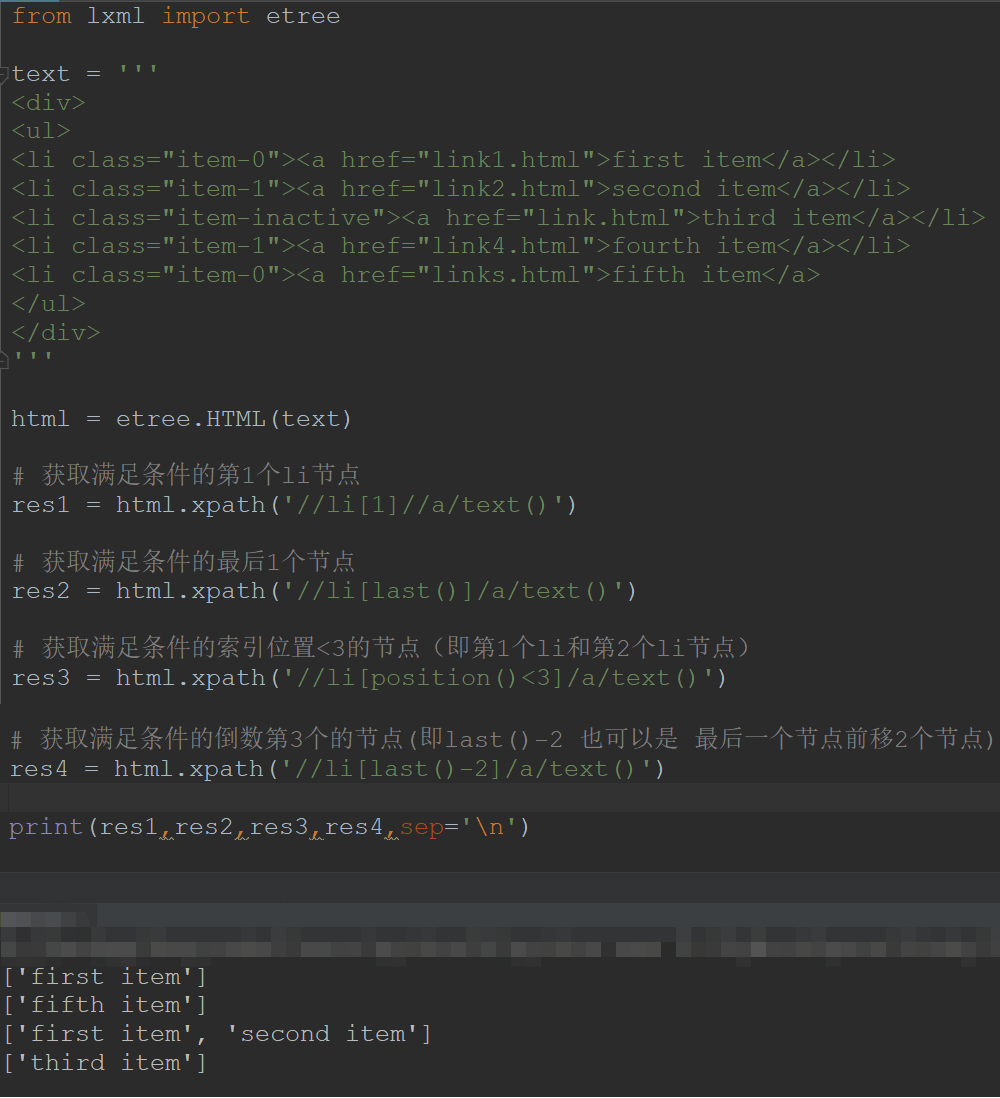 from lxml import etree
text = '''
<div>
<ul>
<li class="item-0"><a href="link1.html">first item</a></li>
<li class="item-1"><a href="link2.html">second item</a></li>
<li class="item-inactive"><a href="link.html">third item</a></li>
<li class="item-1"><a href="link4.html">fourth item</a></li>
<li class="item-0"><a href="links.html">fifth item</a>
</ul>
</div>
'''
html = etree.HTML(text)
# 获取满足条件的第1个li节点
res1 = html.xpath('//li[1]//a/text()')
# 获取满足条件的最后1个节点
res2 = html.xpath('//li[last()]/a/text()')
# 获取满足条件的索引位置<3的节点（即第1个li和第2个li节点）
res3 = html.xpath('//li[position()<3]/a/text()')
# 获取满足条件的倒数第3个的节点(即last()-2 也可以是 最后一个节点前移2个节点)
res4 = html.xpath('//li[last()-2]/a/text()')
print(res1,res2,res3,res4,sep='\n')
['first item']
['fifth item']
['first item', 'second item']
['third item']